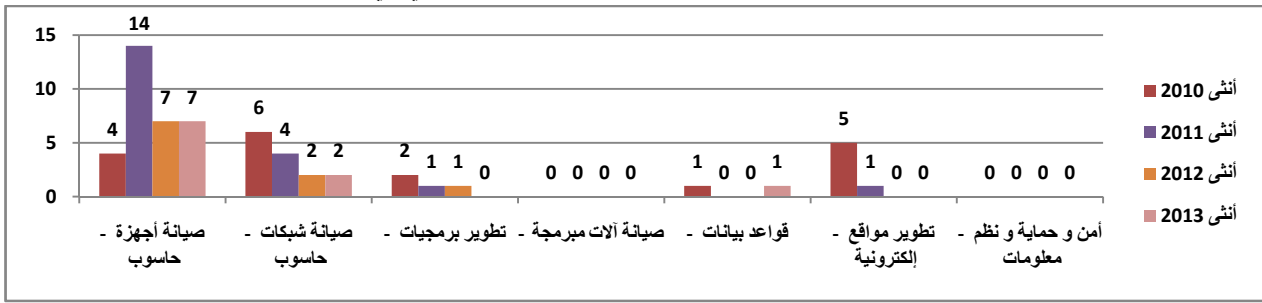 15
10
5
0
4
14
7
7
6
4
2
2
2
1
1
0
0
0
0
0
1
0
0
1
5
1
0
0
0
0
0
0
صيانة أجهزة -
حاسوب
صيانة شبكات -
حاسوب
تطوير برمجيات -
صيانة آلات مبرمجة -
قواعد بيانات -
تطوير مواقع -
إلكترونية
أمن و حماية و نظم -
معلومات
أنثى 2010
أنثى 2011
أنثى 2012
أنثى 2013